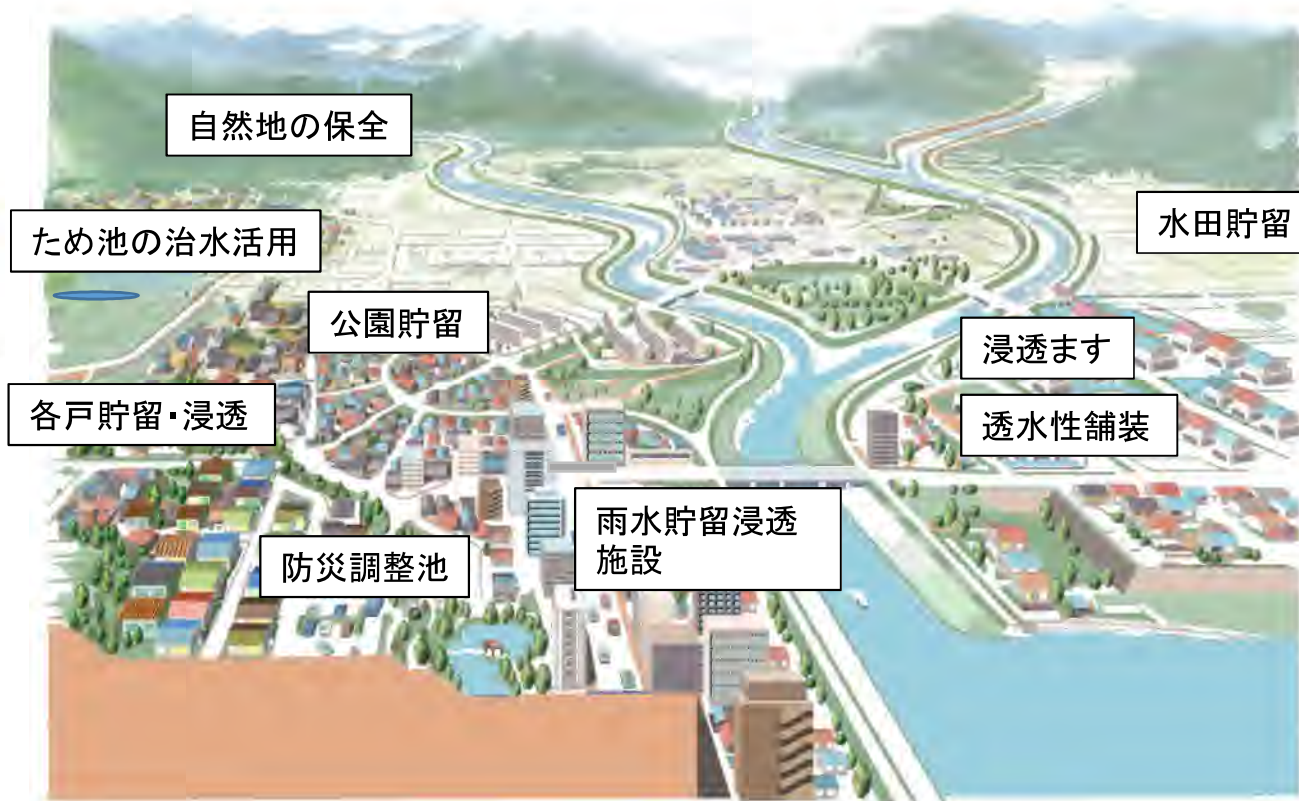 自然地の保全
ため池の治水活用
水田貯留
公園貯留
浸透ます
各戸貯留・浸透
透水性舗装
雨水貯留浸透
施設
防災調整池